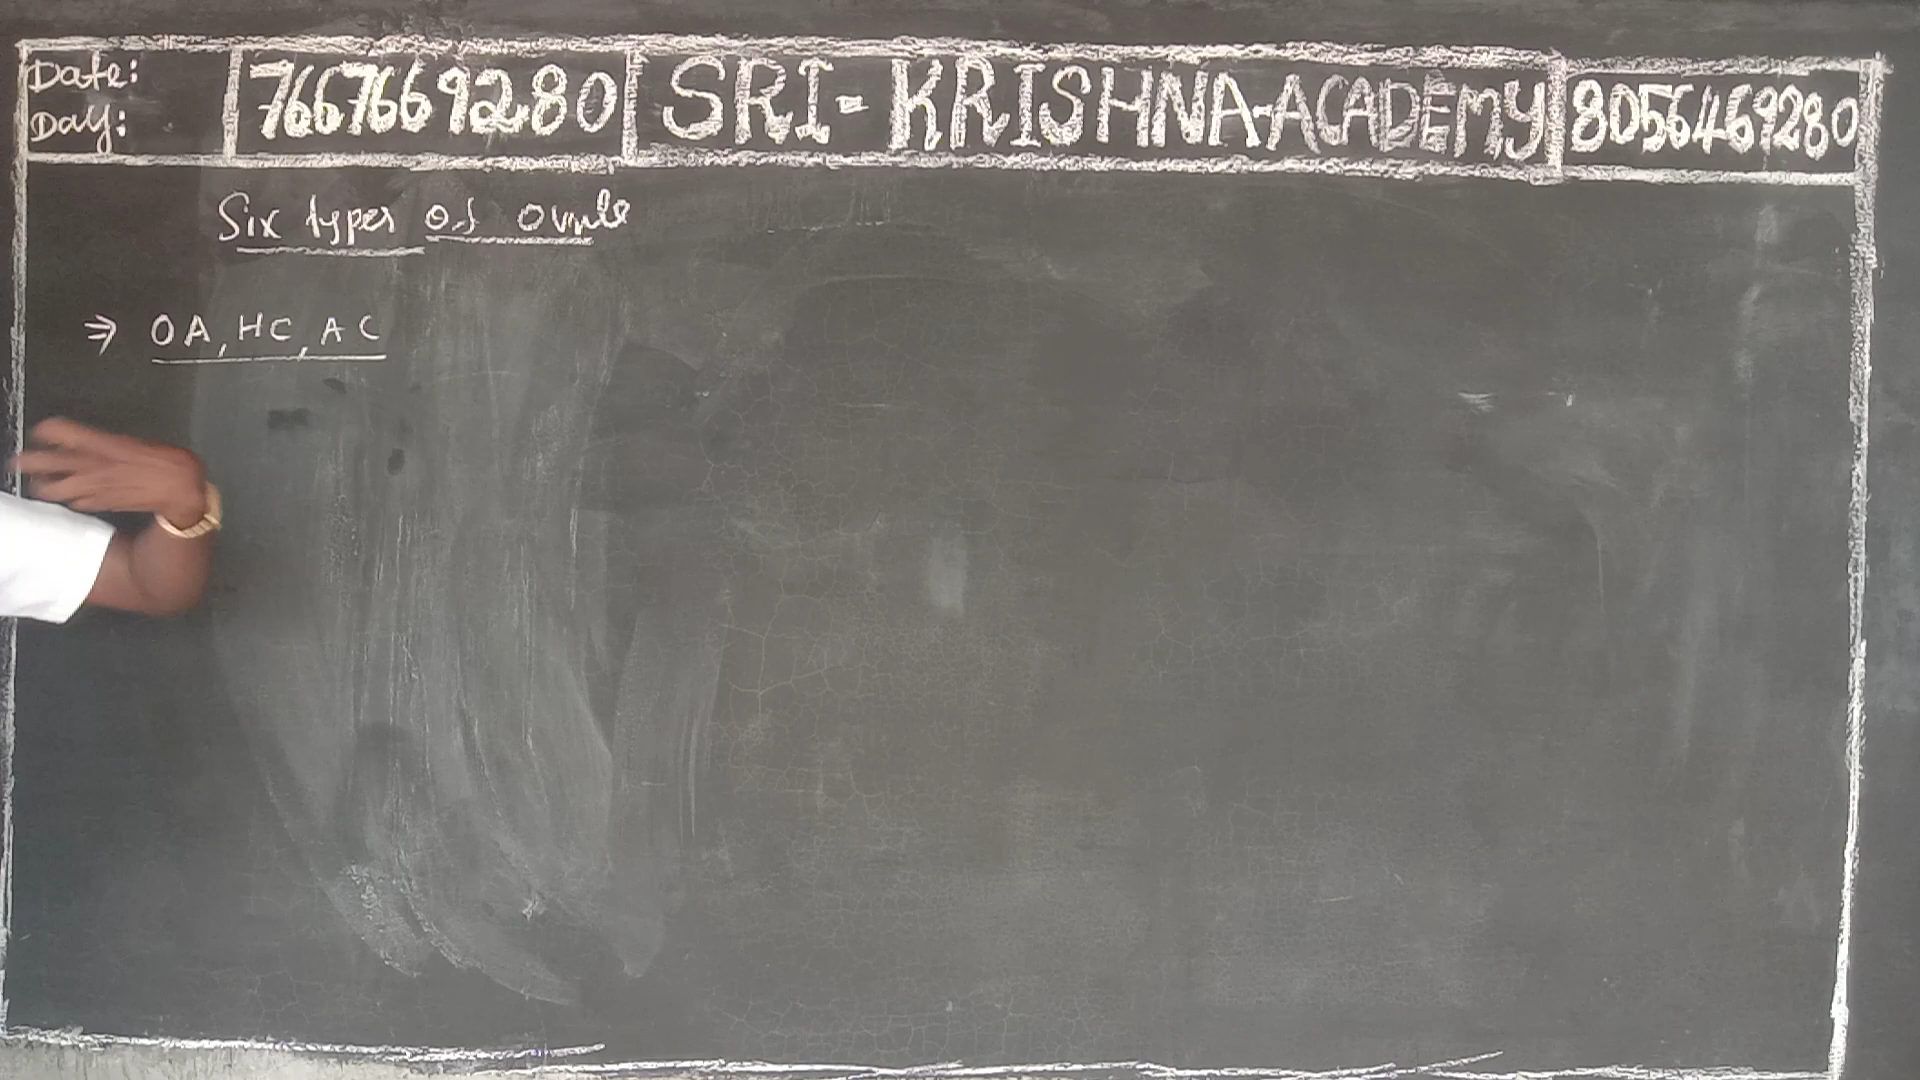 Date:
Day:
7667669280
SRI-KRISHNA-ACADEMY
8056469280
Six types of ovule
⇒ OA, HC, AC